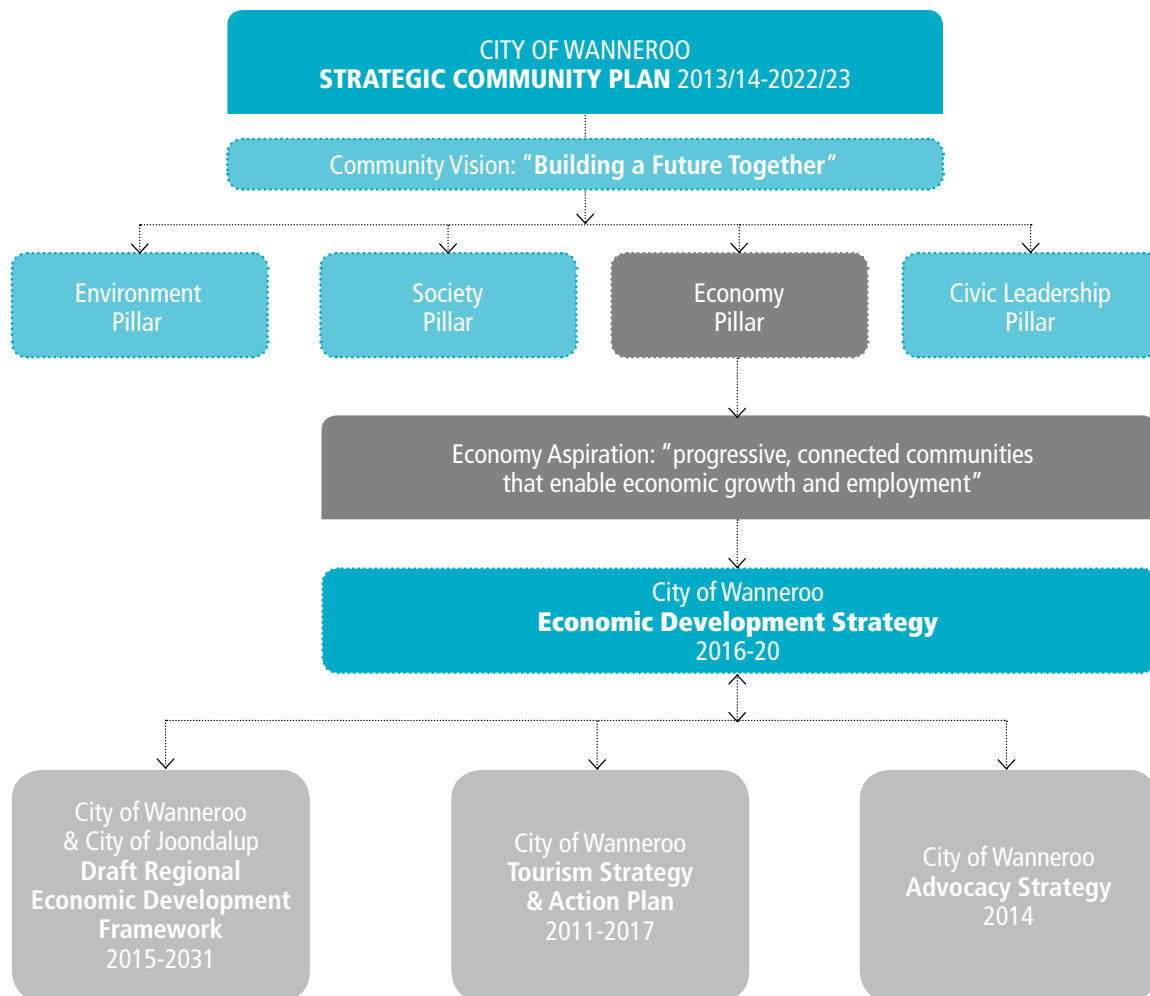 CITY OF WANNEROO
STRATEGIC COMMUNITY PLAN 2013/14-2022/23
Community Vision: "Building a Future Together"
Environment
Pillar
Society
Pillar
Economy
Pillar
Civic Leadership
Pillar
Economy Aspiration: "progressive, connected communities
that enable economic growth and employment"
City of Wanneroo
Economic Development Strategy
2016-20
City of Wanneroo
& City of Joondalup
Draft Regional
Economic Development
Framework
2015-2031
City of Wanneroo
Tourism Strategy
& Action Plan
2011-2017
City of Wanneroo
Advocacy Strategy
2014